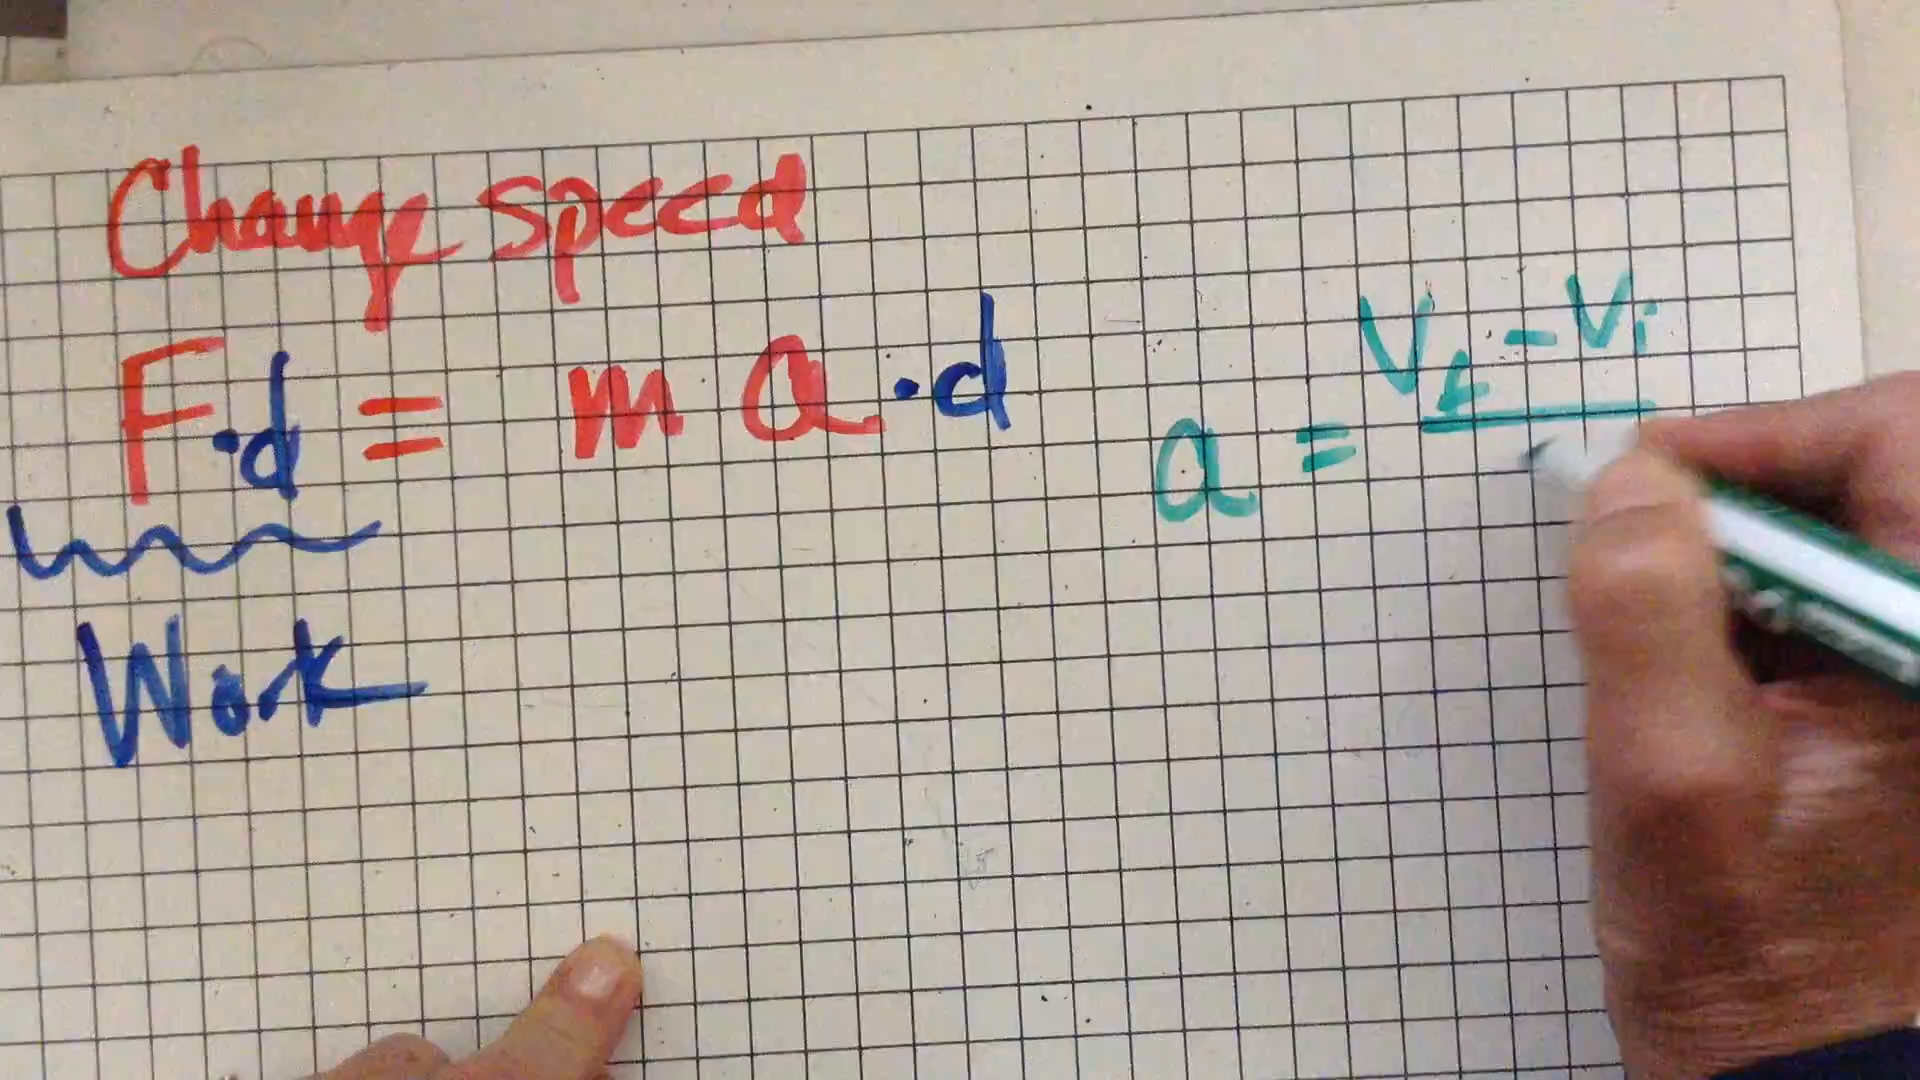 Change speed
F·d = m a · d
a = Vf - Vi
Work